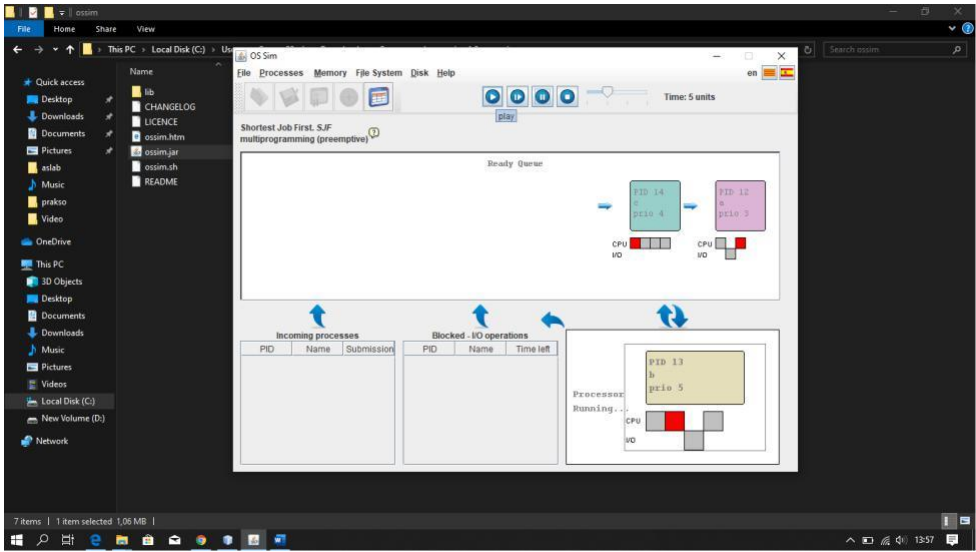 ossim
File Home Share View
This PC › Local Disk (C:) ›
Search ossim
Quick access
Desktop
Downloads
Documents
Pictures
aslab
Music
prakso
Video
OneDrive
This PC
3D Objects
Desktop
Documents
Downloads
Music
Pictures
Videos
Local Disk (C:)
New Volume (D:)
Network
Name
lib
CHANGELOG
LICENCE
ossim.htm
ossim.jar
ossim.sh
README
OS Sim
File Processes Memory File System Disk Help
en
Time: 5 units
play
Shortest Job First. SJF
multiprogramming (preemptive)
Ready Queue
PID 14
c
prio 4
CPU
I/O
PID 12
a
prio 3
CPU
I/O
Incoming processes
PID Name Submission
Blocked - I/O operations
PID Name Time left
Processor
Running...
PID 13
b
prio 5
CPU
I/O
7 items 1 item selected 1,06 MB
13:57